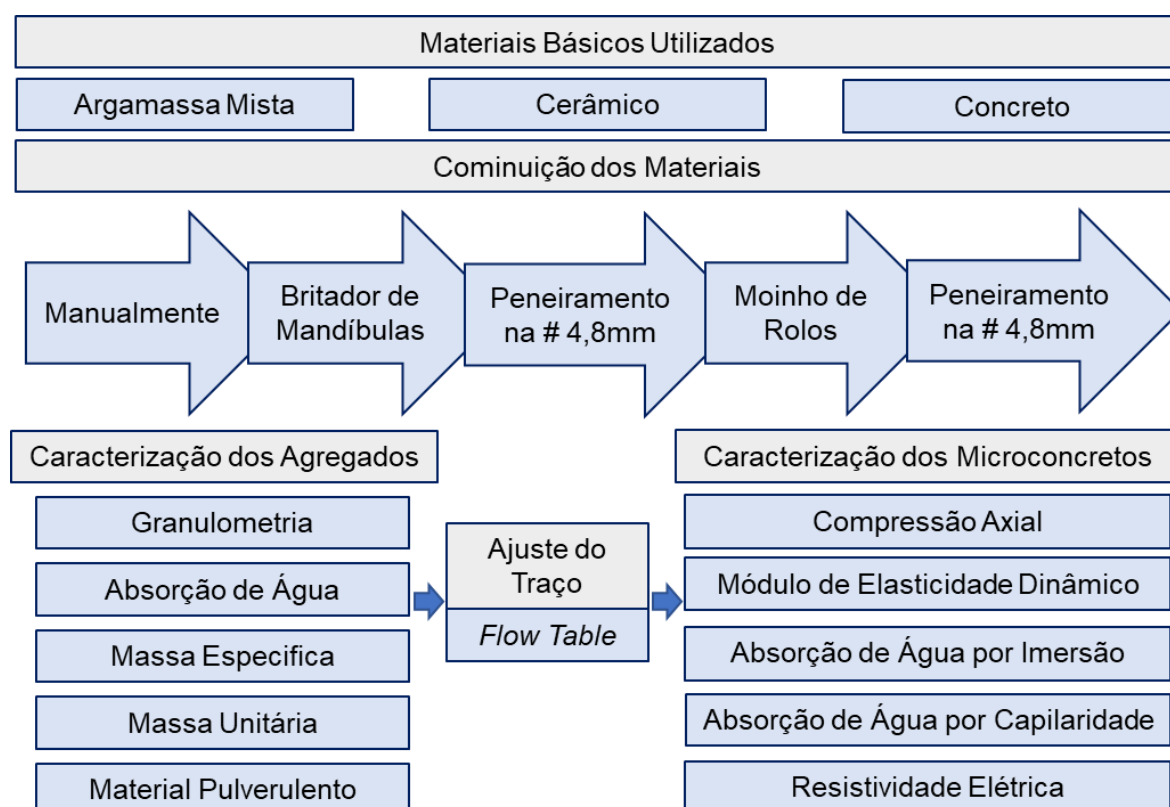 Materiais Básicos Utilizados
Argamassa Mista
Cerâmico
Concreto
Cominuição dos Materiais
Manualmente
Britador de
Mandíbulas
Peneiramento
na # 4,8mm
Moinho de
Rolos
Peneiramento
na # 4,8mm
Caracterização dos Agregados
Granulometria
Absorção de Água
Massa Especifica
Massa Unitária
Material Pulverulento
Ajuste do
Traço
Flow Table
Caracterização dos Microconcretos
Compressão Axial
Módulo de Elasticidade Dinâmico
Absorção de Água por Imersão
Absorção de Água por Capilaridade
Resistividade Elétrica